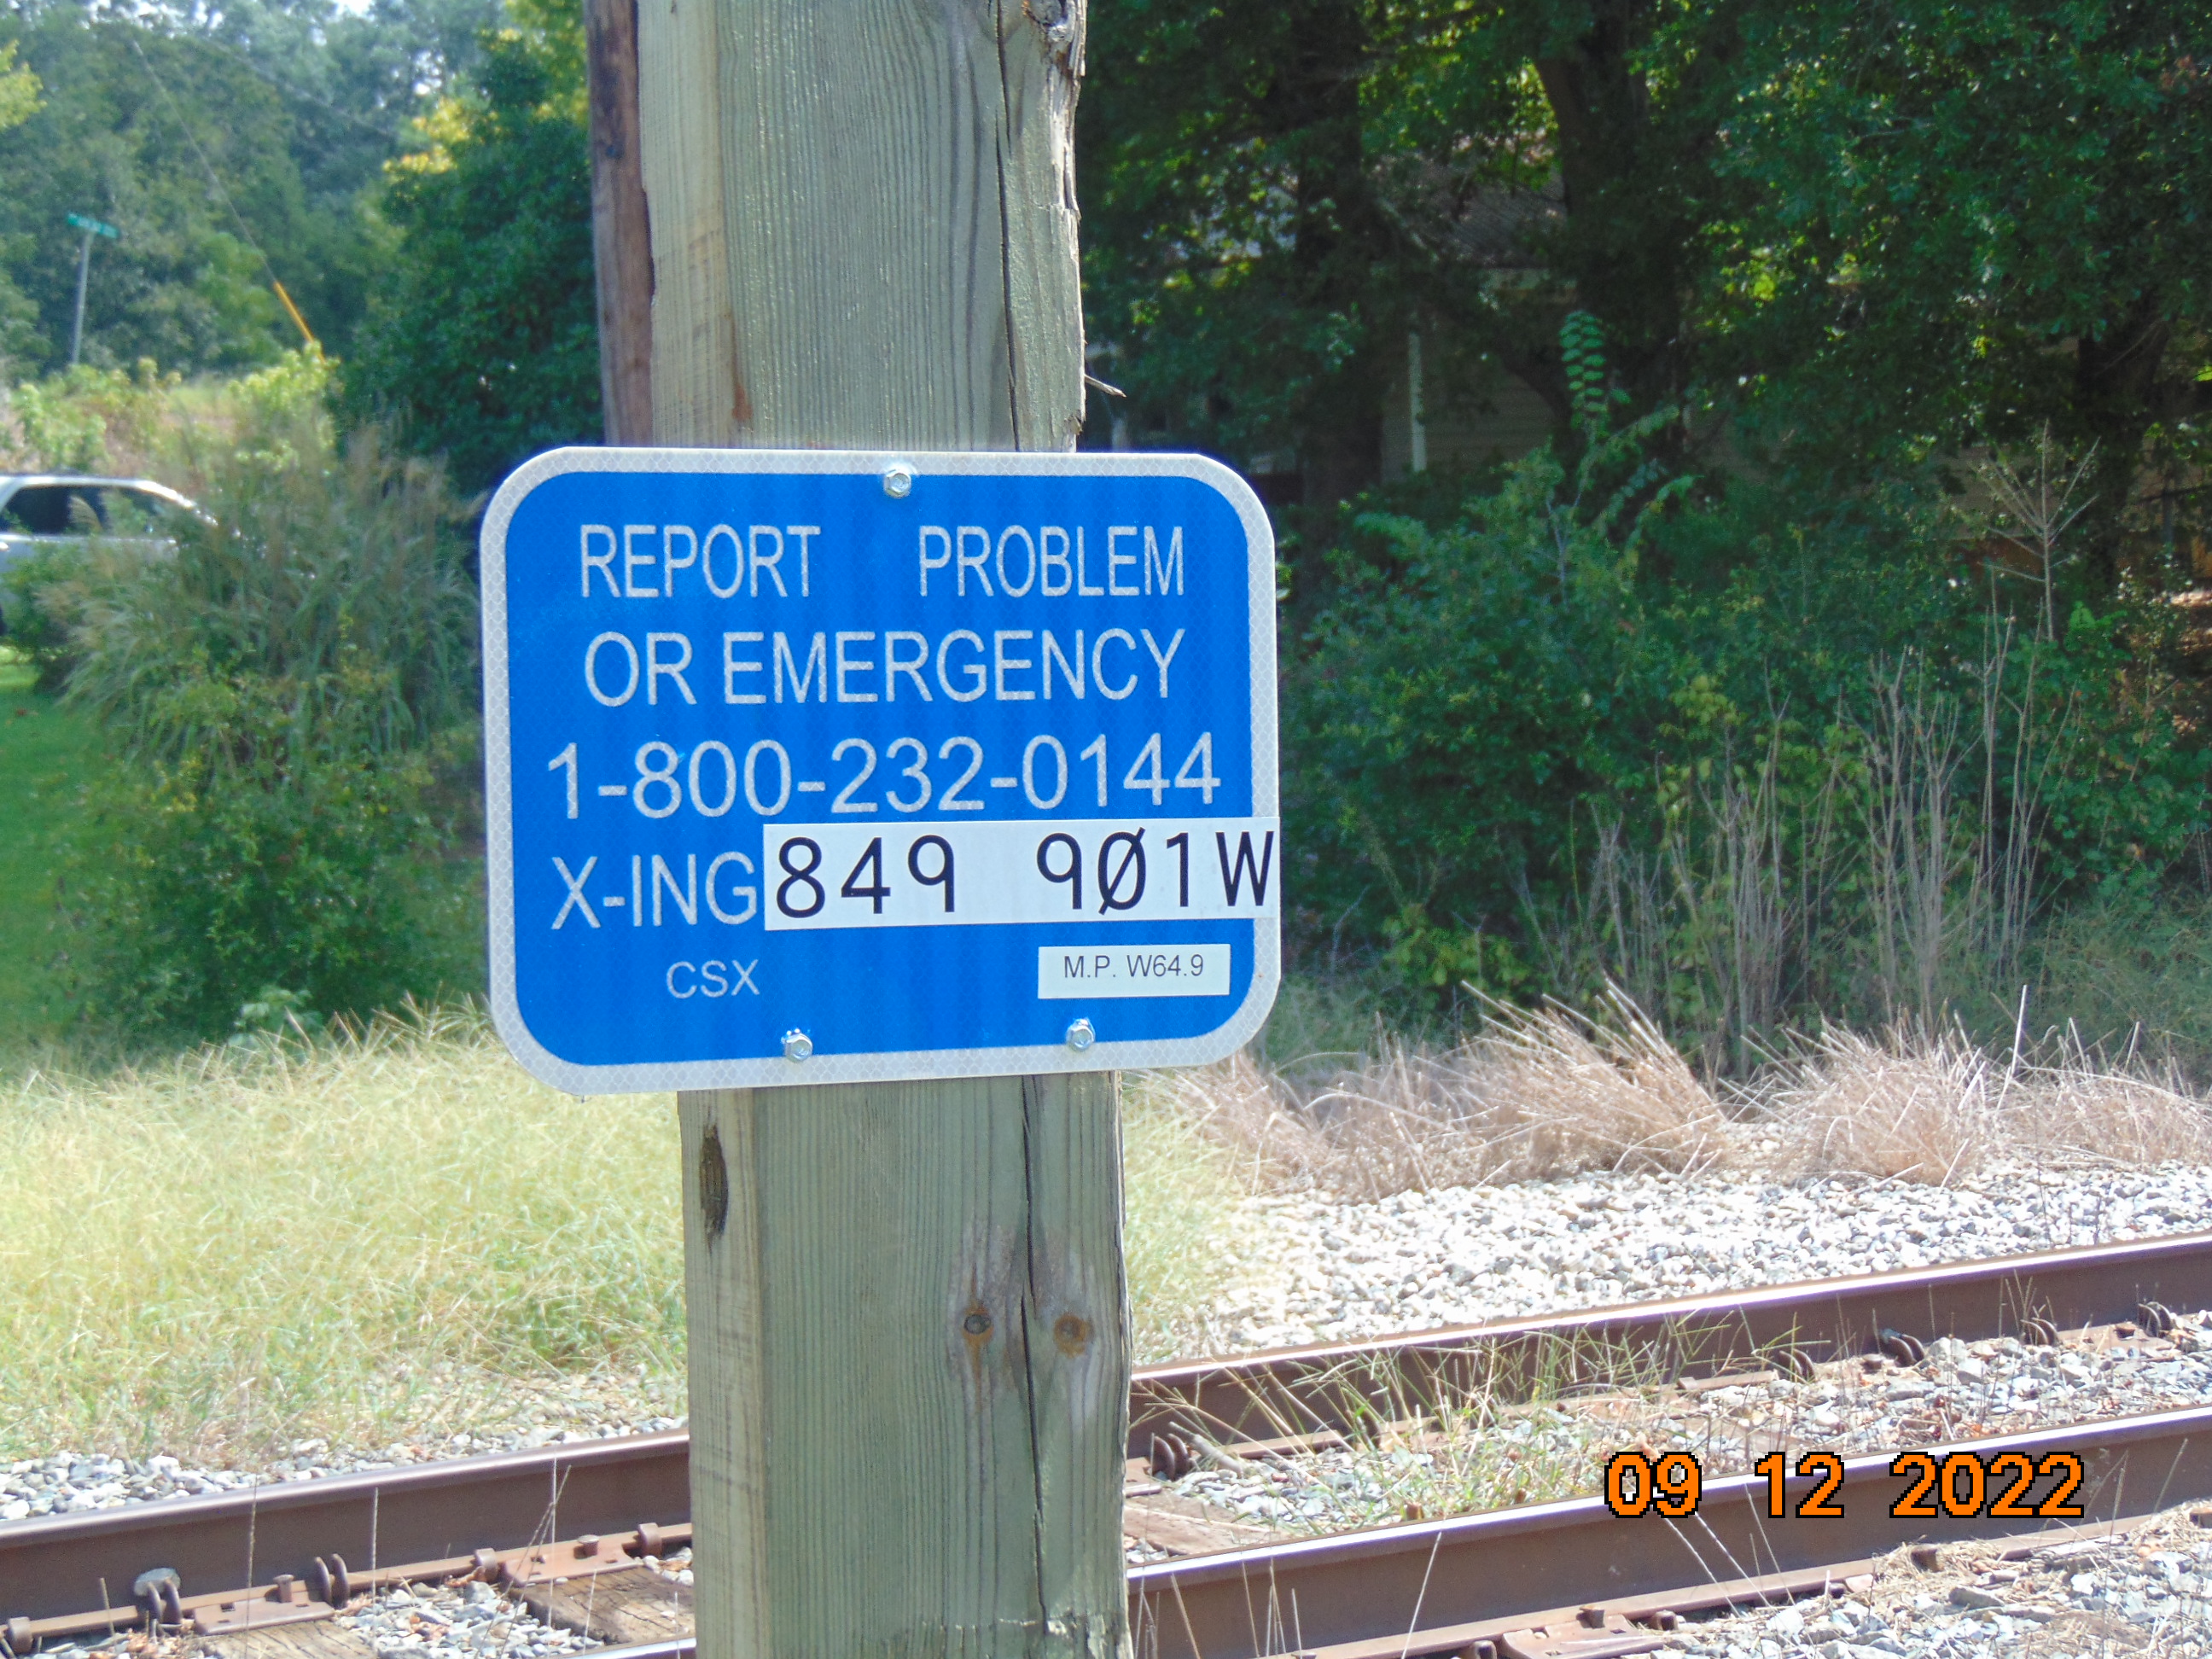 REPORT PROBLEM
OR EMERGENCY
1-800-232-0144
X-ING 849 9Ø1W
CSX M.P. W64.9
09 12 2022